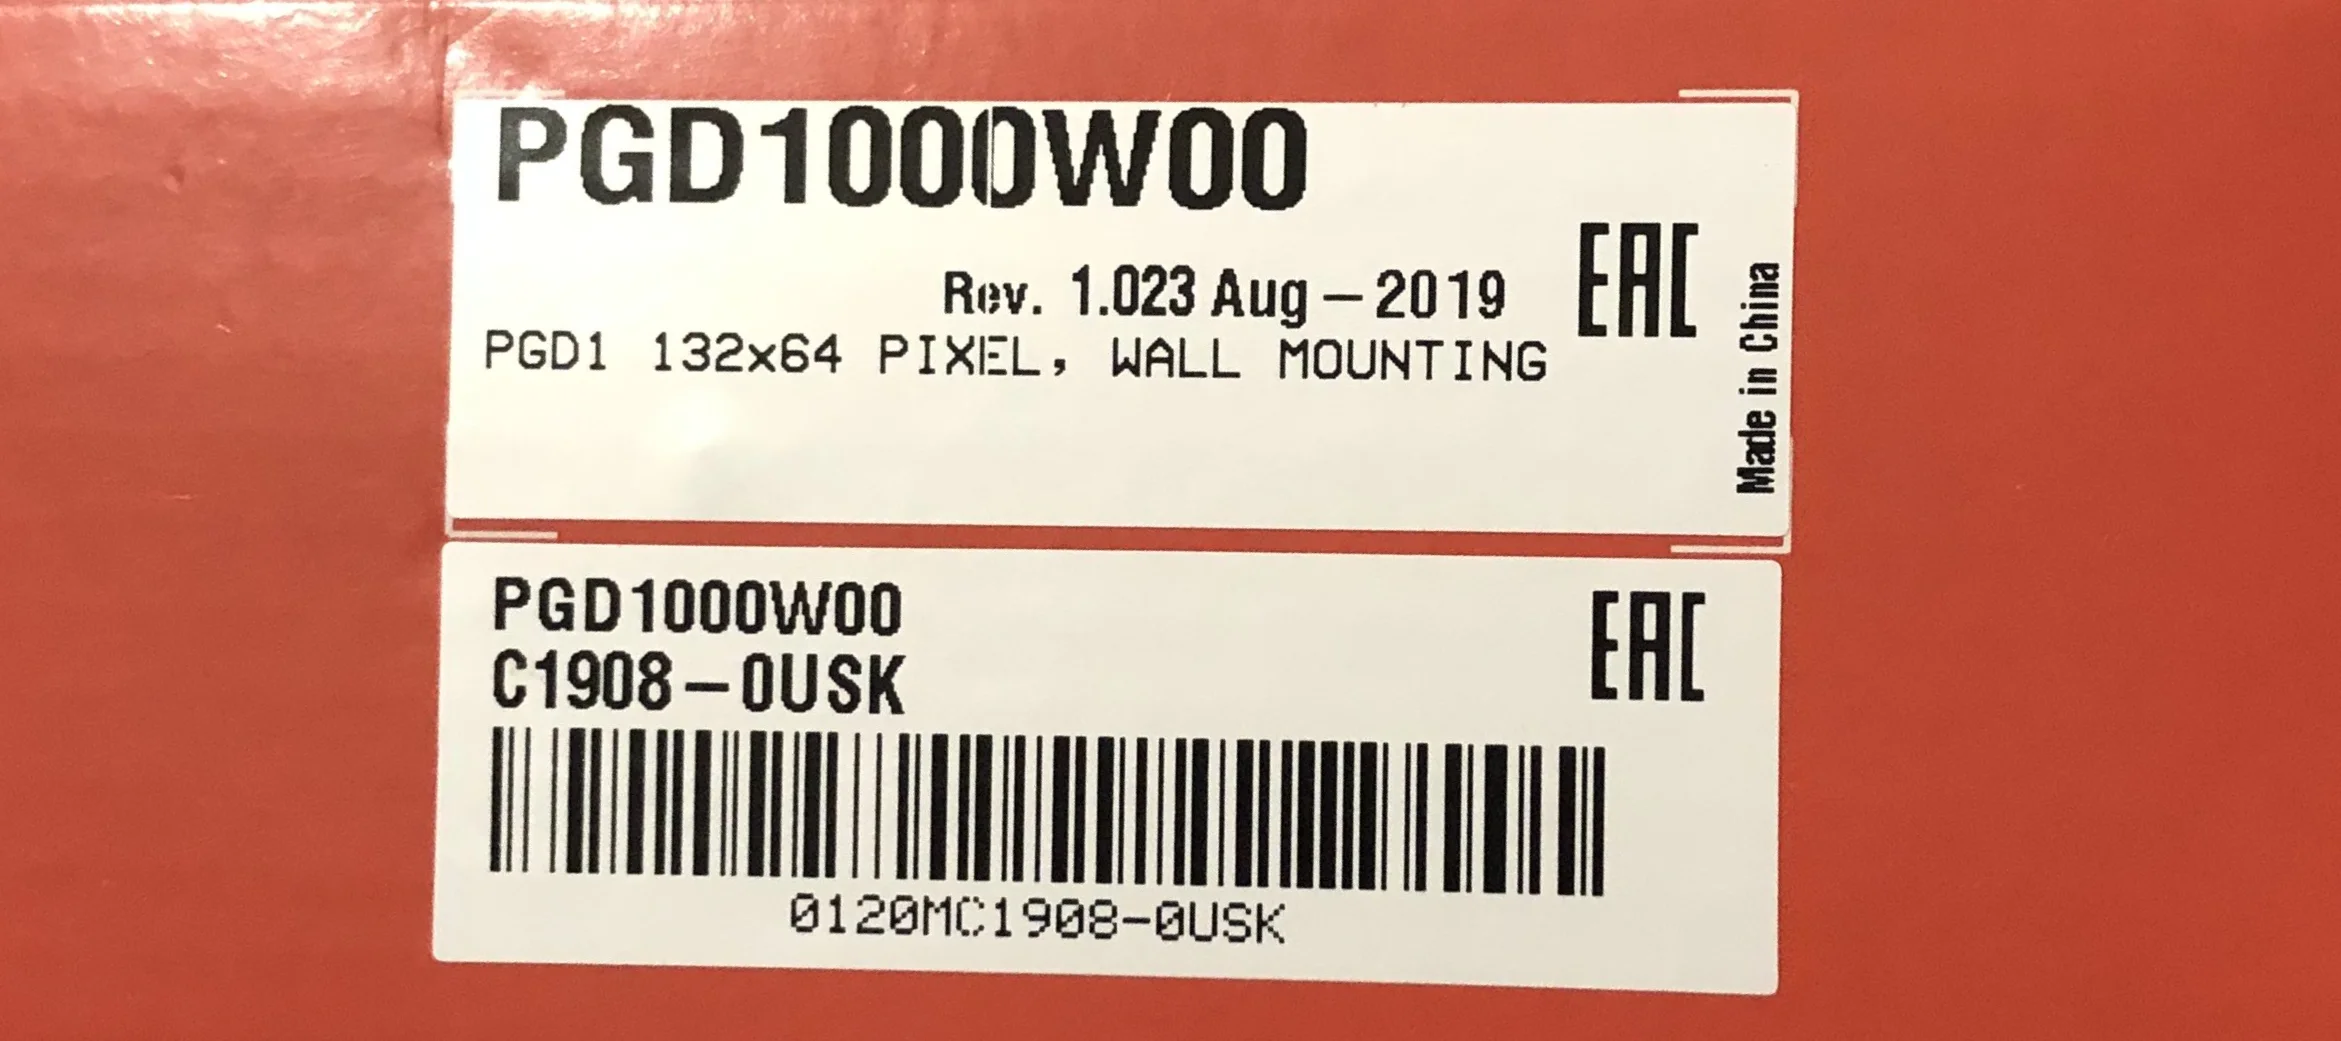 PGD1000W00
Rev. 1.023 Aug-2019
EAC
PGD1 132x64 PIXEL, WALL MOUNTING
Made in China
PGD1000W00
EAC
C1908-0USK
0120MC1908-0USK